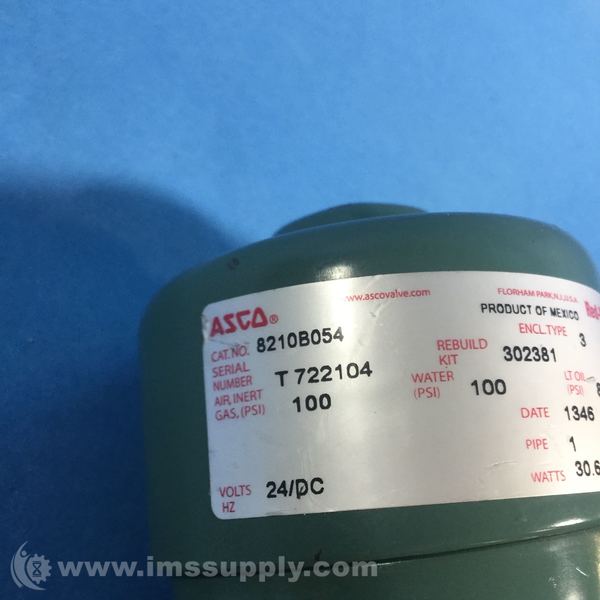 www.ascovalve.com
FLORHAM PARK, N.J., U.S.A
ASCO®
PRODUCT OF MEXICO
CAT. NO. 8210B054
ENCL.TYPE 3
REBUILD KIT 302381
SERIAL NUMBER T 722104
AIR, INERT GAS, (PSI) 100
WATER (PSI) 100
LT OIL (PSI)
DATE 1346
PIPE 1
VOLTS 24/DC
HZ
WATTS 30.6
www.imssupply.com